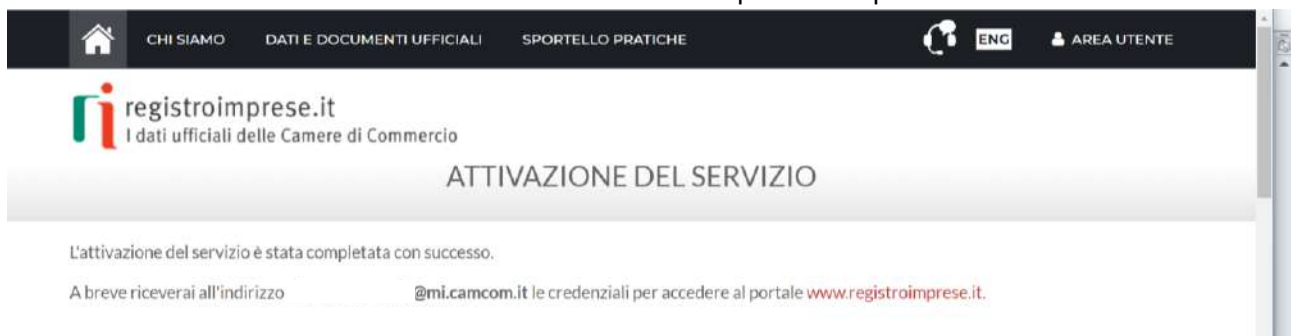 CHI SIAMO DATI E DOCUMENTI UFFICIALI SPORTELLO PRATICHE ENG AREA UTENTE
ri registroimprese.it
I dati ufficiali delle Camere di Commercio
ATTIVAZIONE DEL SERVIZIO
L'attivazione del servizio è stata completata con successo.
A breve riceverai all'indirizzo @mi.camcom.it le credenziali per accedere al portale www.registroimprese.it.